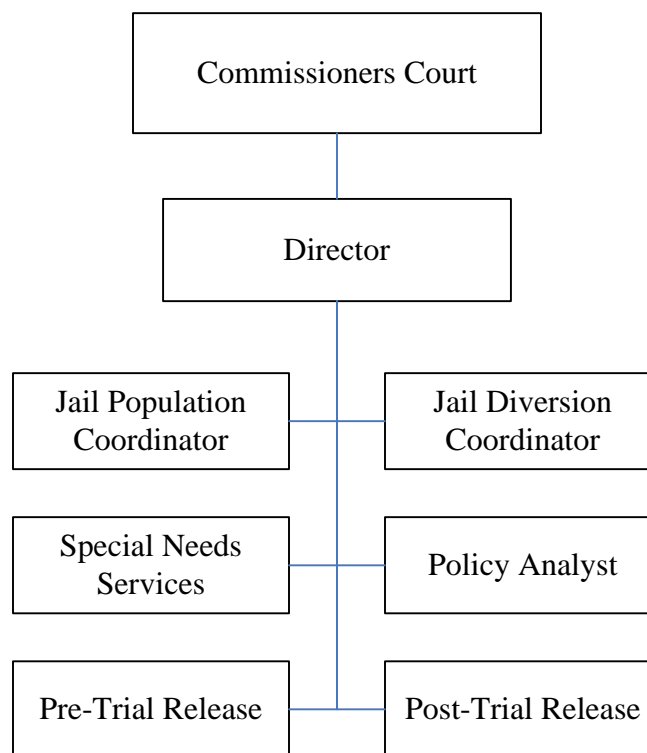 Commissioners Court
Director
Jail Population
Coordinator
Jail Diversion
Coordinator
Special Needs
Services
Policy Analyst
Pre-Trial Release
Post-Trial Release